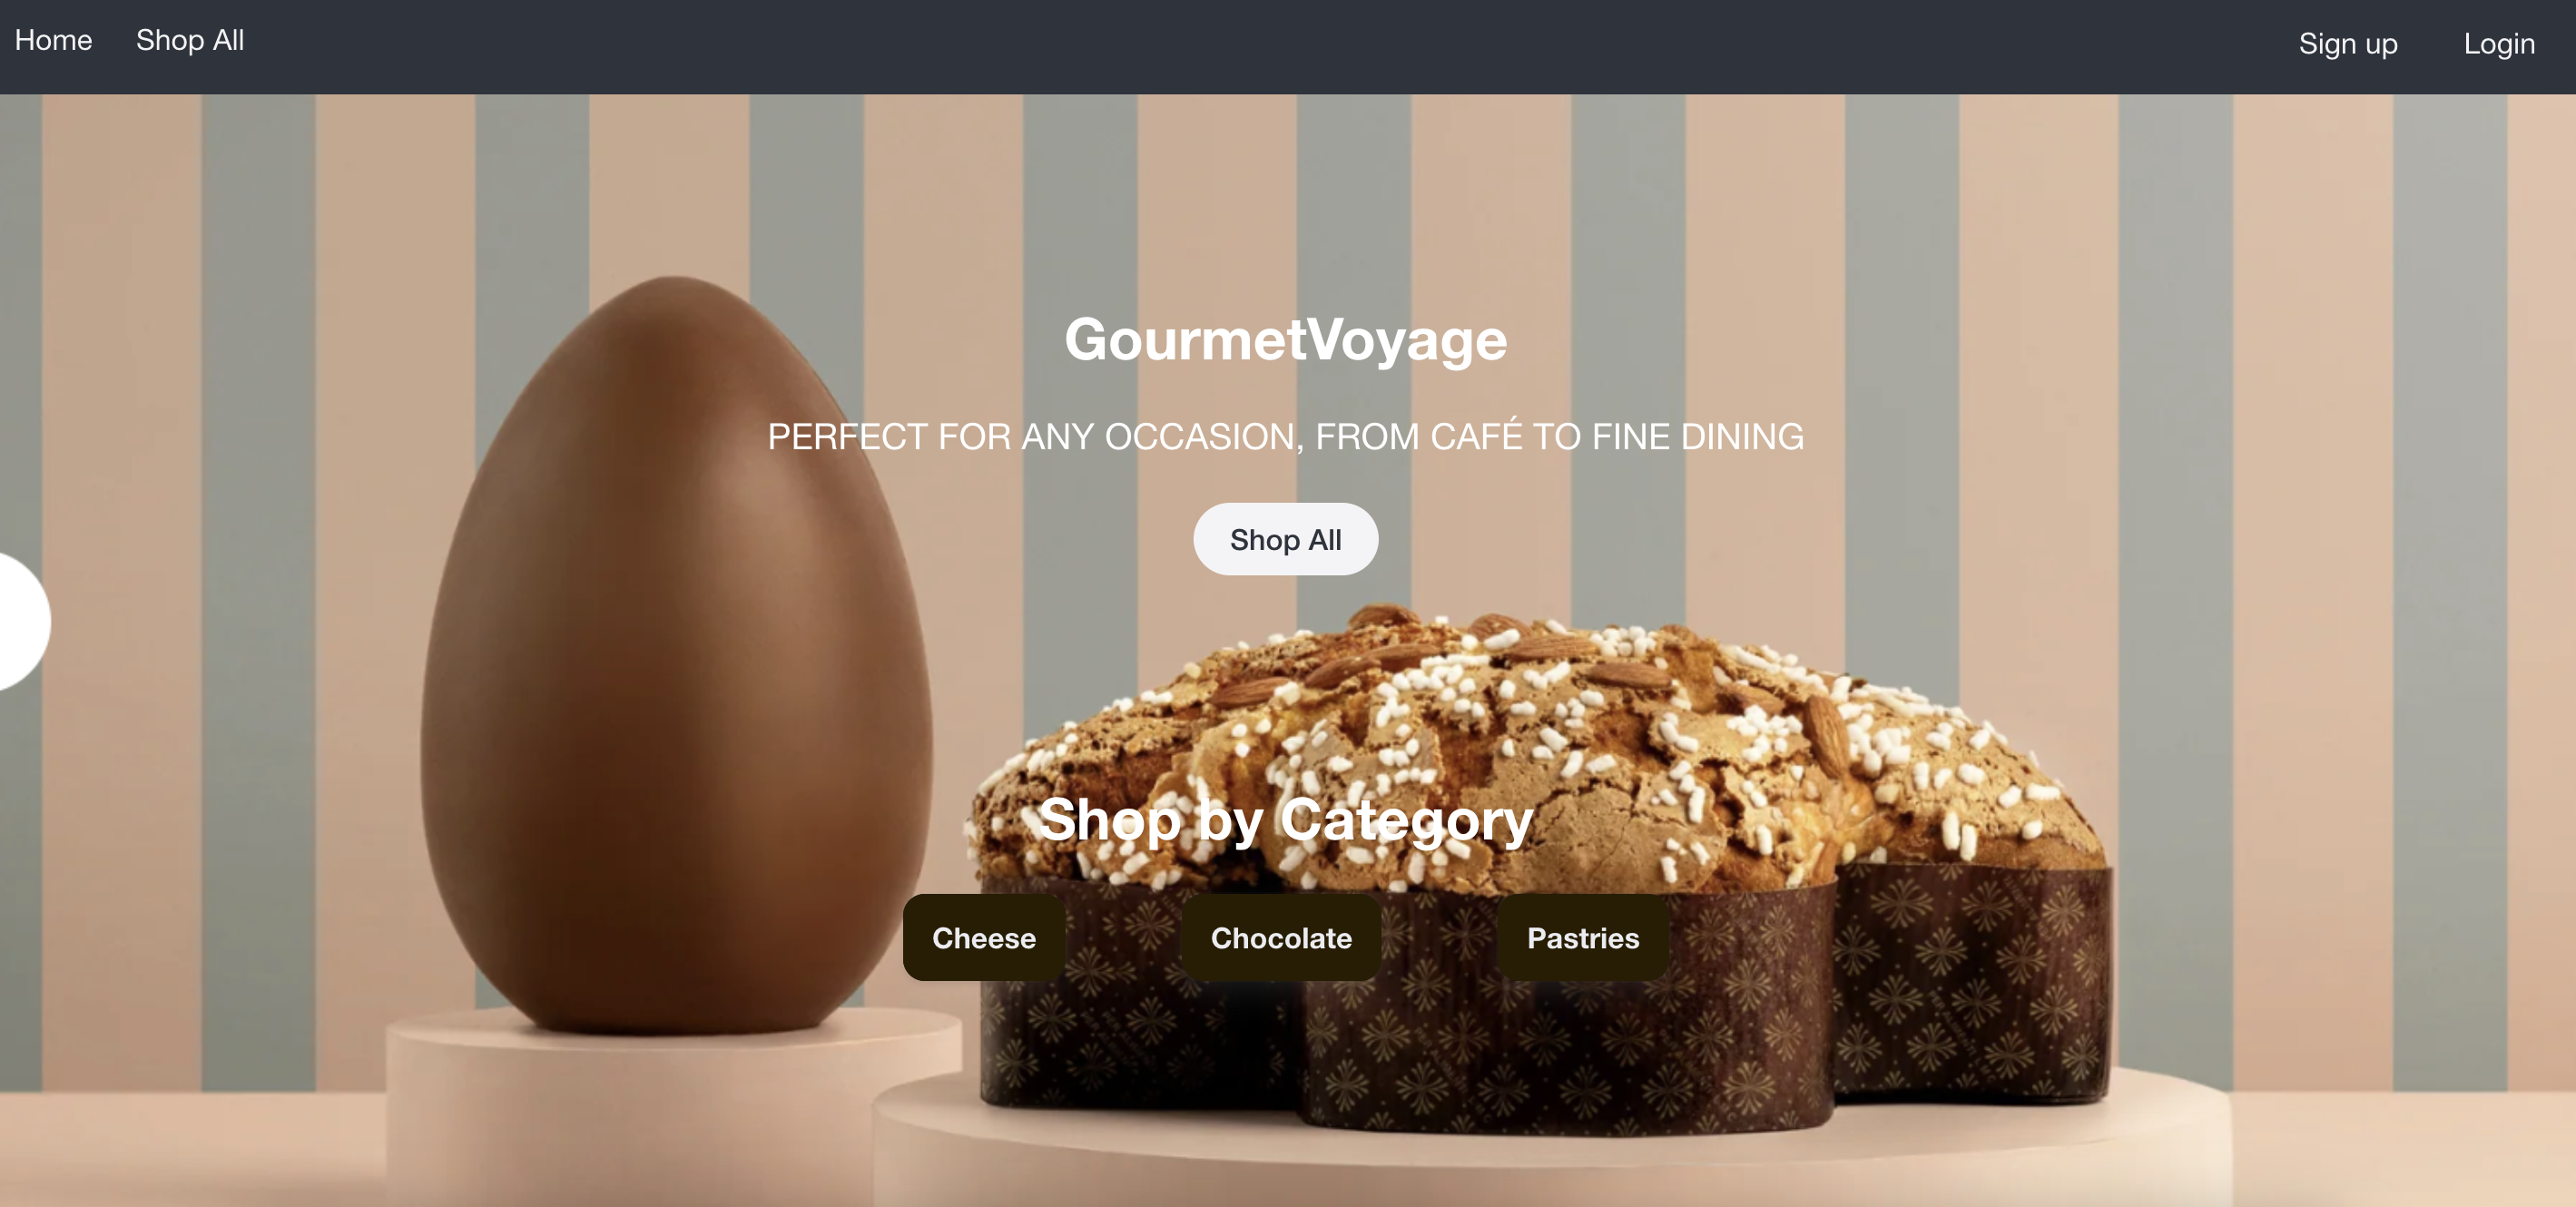 Home Shop All Sign up Login
GourmetVoyage
PERFECT FOR ANY OCCASION, FROM CAFÉ TO FINE DINING
Shop All
Shop by Category
Cheese Chocolate Pastries